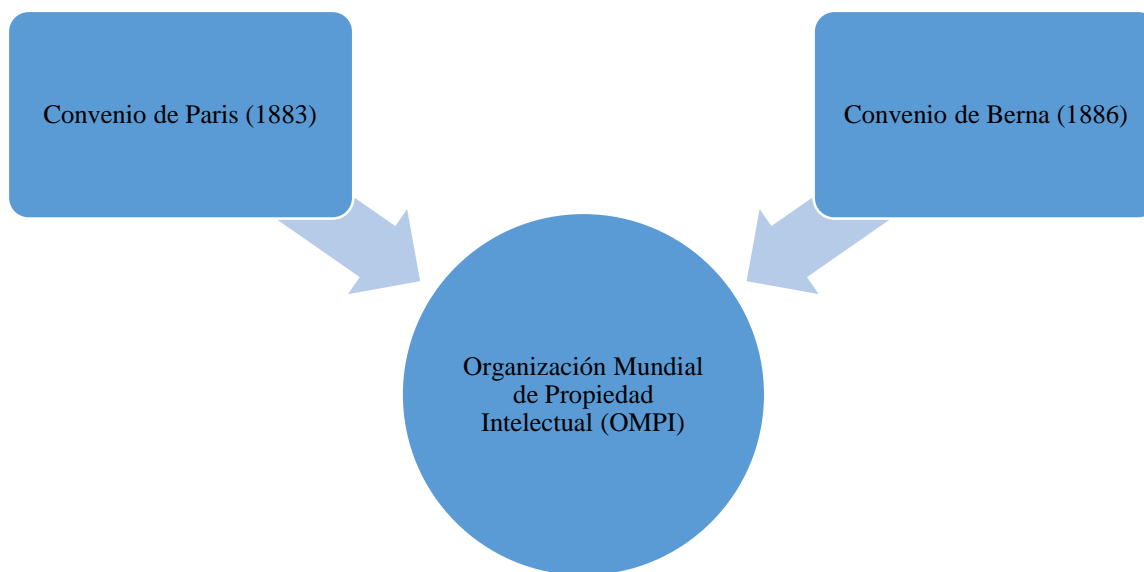 Convenio de Paris (1883)
Convenio de Berna (1886)
Organización Mundial
de Propiedad
Intelectual (OMPI)